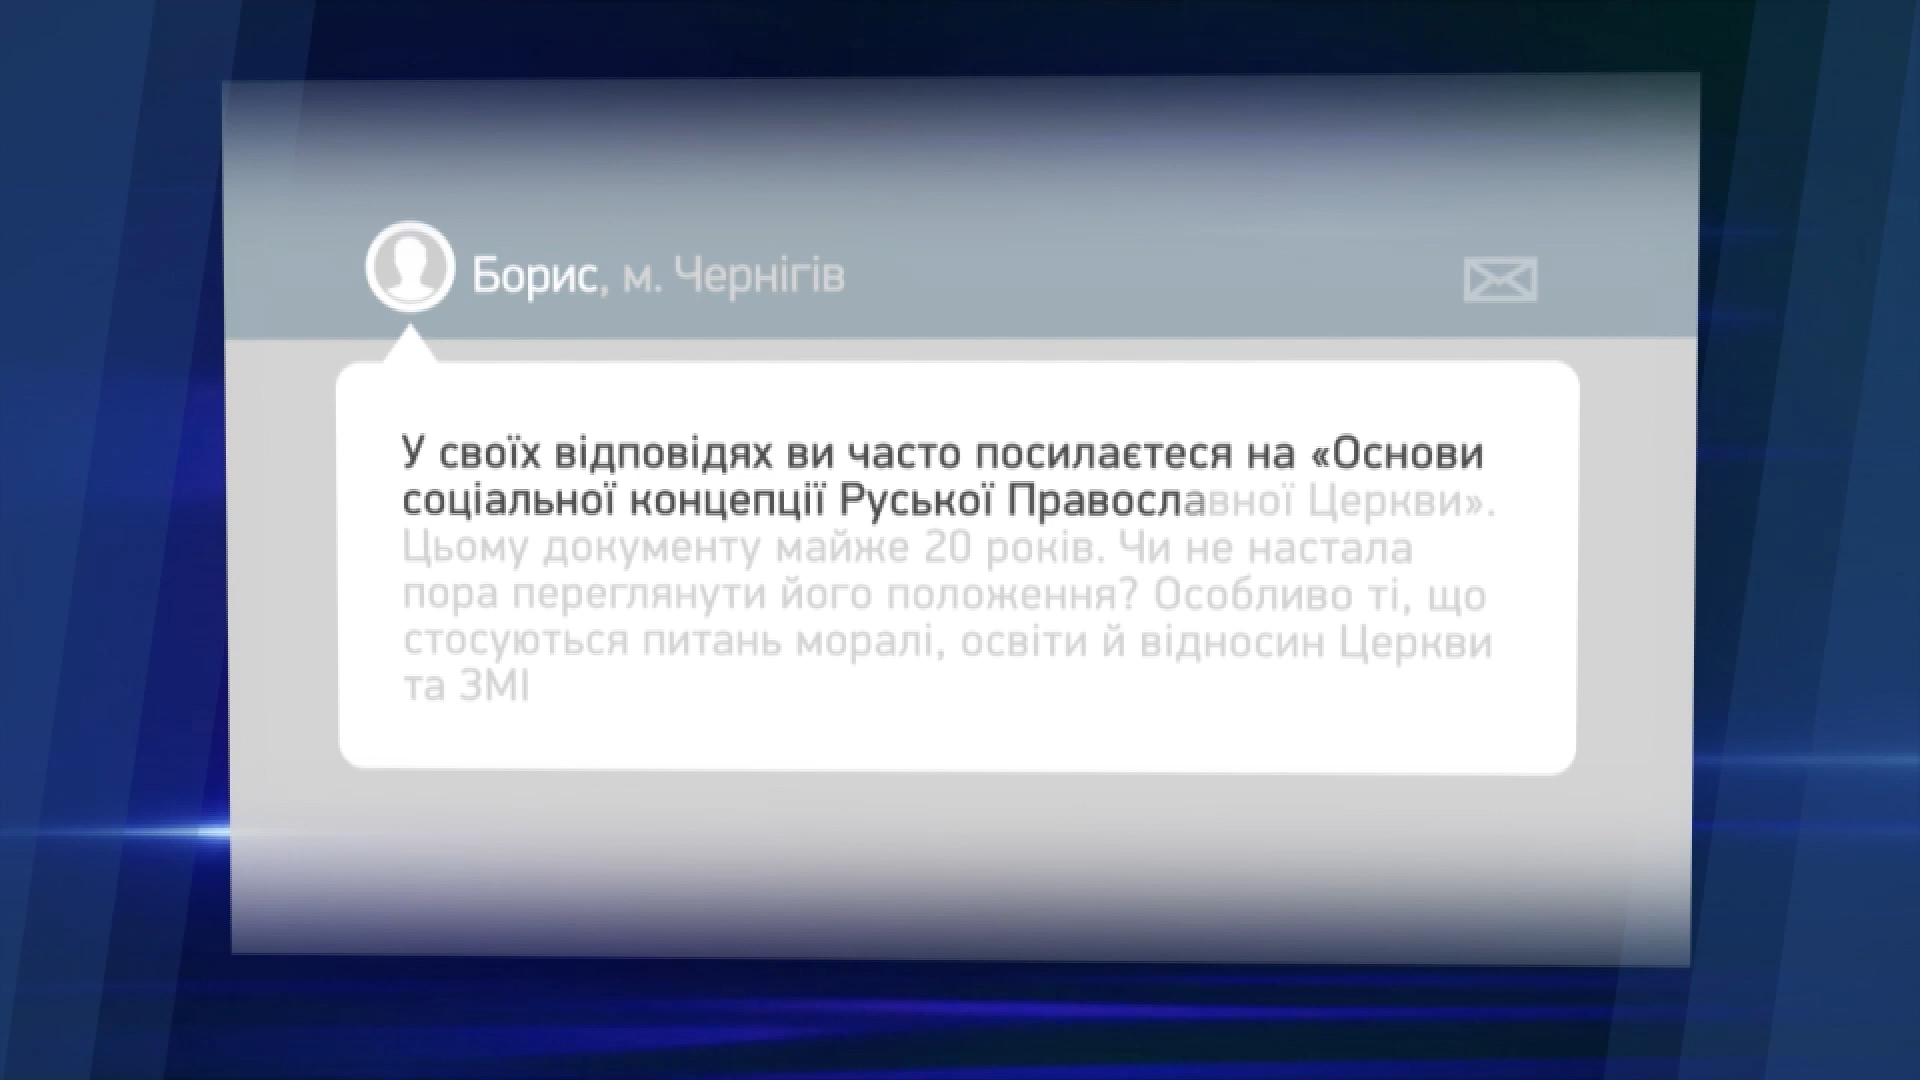 Борис, м. Чернігів
У своїх відповідях ви часто посилаєтеся на «Основи
соціальної концепції Руської Православної Церкви».
Цьому документу майже 20 років. Чи не настала
пора переглянути його положення? Особливо ті, що
стосуються питань моралі, освіти й відносин Церкви
та ЗМІ